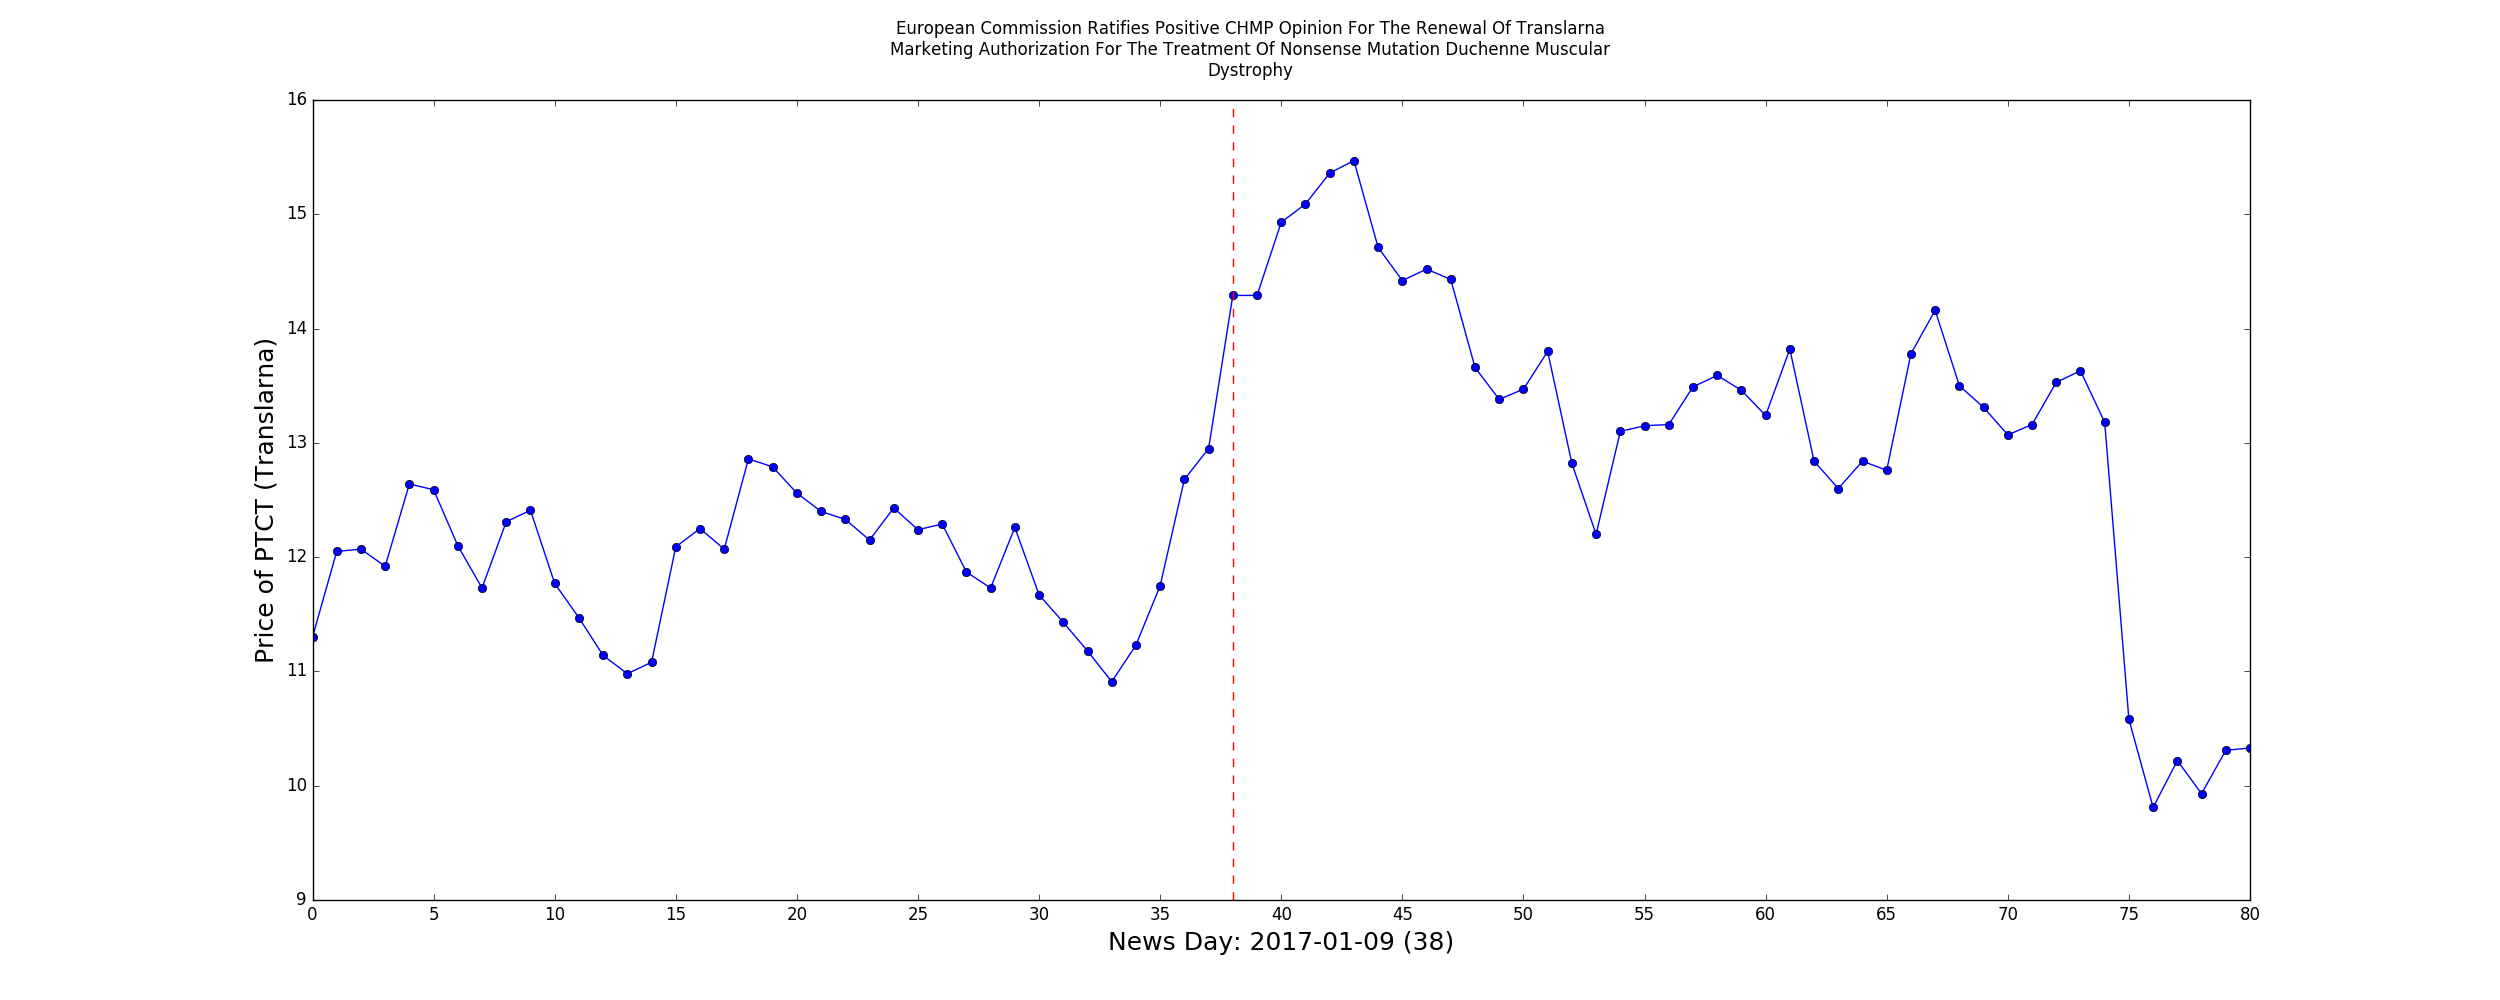 European Commission Ratifies Positive CHMP Opinion For The Renewal Of Translarna
Marketing Authorization For The Treatment Of Nonsense Mutation Duchenne Muscular
Dystrophy
16
15
14
13
12
11
10
9
Price of PTCT (Translarna)
0 5 10 15 20 25 30 35 40 45 50 55 60 65 70 75 80
News Day: 2017-01-09 (38)